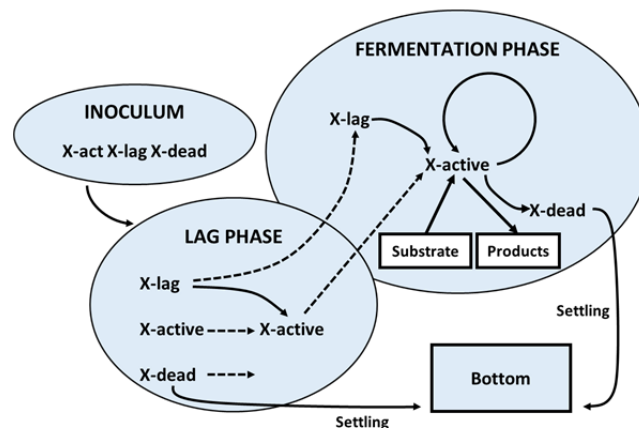 FERMENTATION PHASE
INOCULUM
X-act X-lag X-dead
X-lag
X-active
X-dead
Substrate
Products
LAG PHASE
X-lag
X-active
X-active
X-dead
Settling
Bottom
Settling